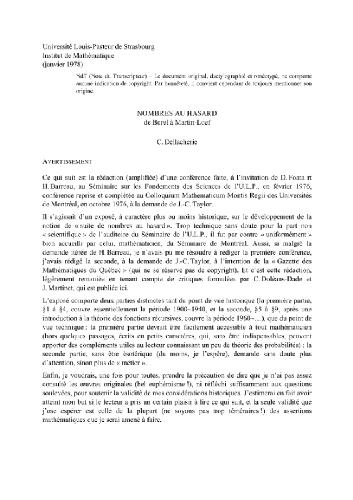 Université Louis-Pasteur de Strasbourg
Institut de Mathématique
(janvier 1978)
NdT (Note du Transcripteur) – Le document original, dactylographié et ronéotypé, ne comporte
aucune indication de copyright. Par honnêteté, il convient cependant de toujours mentionner son
origine.
NOMBRES AU HASARD
de Borel à Martin-Loef
C. Dellacherie
AVERTISSEMENT
Ce qui suit est la rédaction (amplifiée) d'une conférence faite, à l'invitation de D. Foata et
H. Barreau, au Séminaire sur les Fondements des Sciences de l'U.L.P., en février 1976,
conférence reprise et complétée au Colloquium Mathematicum Montis Regii des Universités
de Montréal, en octobre 1976, à la demande de J.-C. Taylor.
Il s'agissait d'un exposé, à caractère plus ou moins historique, sur le développement de la
notion de « suite de nombres au hasard ». Trop technique sans doute pour la part non
« scientifique » de l'auditoire du Séminaire de l'U.L.P., il fut par contre « uniformément »
bien accueilli par celui, mathématicien, du Séminaire de Montréal. Aussi, si malgré la
demande de H. Barreau, je n'avais pu me résoudre à rédiger la première conférence,
j'avais rédigé la seconde, à la demande de J.-C. Taylor, à l'intention de la « Gazette des
Mathématiques du Québec » (qui ne se réserve pas de copyright). Et c'est cette rédaction,
légèrement remaniée en tenant compte de critiques formulées par C. Doléans-Dade et
J. Martinet, qui est publiée ici.
L'exposé comporte deux parties distinctes tant du point de vue historique (la première partie,
§1 à §4, couvre essentiellement la période 1900–1940, et la seconde, §5 à §9, après une
introduction à la théorie des fonctions récursives, couvre la période 1960–...), que du point de
vue technique : la première partie devrait être facilement accessible à tout mathématicien
(hors quelques passages, écrits en petits caractères, qui, sans être indispensables, peuvent
apporter des compléments utiles au lecteur connaissant un peu de théorie des probabilités) ; la
seconde partie, sans être ésotérique (du moins, je l'espère), demande sans doute plus
d'attention, sinon plus de « métier ».
Enfin, je voudrais, une fois pour toutes, prendre la précaution de dire que je n'ai pas assez
consulté les œuvres originales (bel euphémisme !), ni réfléchi suffisamment aux questions
soulevées, pour soutenir la validité de mes considérations historiques. J'estimerai en fait avoir
atteint mon but si le lecteur a pris un certain plaisir à lire ce qui suit, et la seule validité que
j'ose espérer est celle de la plupart (ne soyons pas trop téméraires !) des assertions
mathématiques que je serai amené à faire.